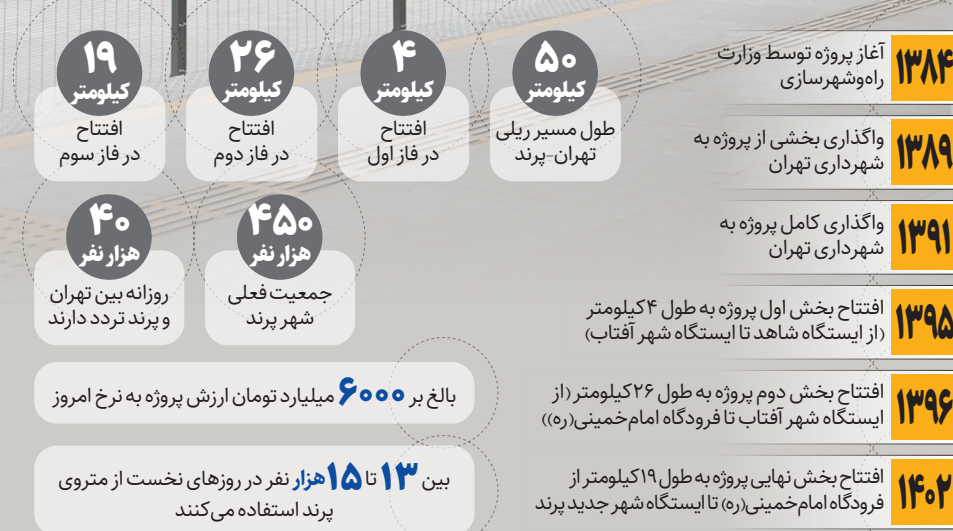 ۱۳۸۴
آغاز پروژه توسط وزارت
راه‌وشهرسازی
۱۳۸۹
واگذاری بخشی از پروژه به
شهرداری تهران
۱۳۹۱
واگذاری کامل پروژه به
شهرداری تهران
۱۳۹۵
افتتاح بخش اول پروژه به طول ۴کیلومتر
(از ایستگاه شاهد تا ایستگاه شهر آفتاب)
۱۳۹۶
افتتاح بخش دوم پروژه به طول ۲۶کیلومتر (از
ایستگاه شهر آفتاب تا فرودگاه امام‌خمینی(ره))
۱۴۰۲
افتتاح بخش نهایی پروژه به طول ۱۹کیلومتر از
فرودگاه امام‌خمینی(ره) تا ایستگاه شهر جدید پرند
۵۰
کیلومتر
طول مسیر ریلی
تهران-پرند
۴
کیلومتر
افتتاح
در فاز اول
۲۶
کیلومتر
افتتاح
در فاز دوم
۱۹
کیلومتر
افتتاح
در فاز سوم
۴۵۰
هزار نفر
جمعیت فعلی
شهر پرند
۴۰
هزار نفر
روزانه بین تهران
و پرند تردد دارند
بالغ بر ۶۰۰۰ میلیارد تومان ارزش پروژه به نرخ امروز
بین ۱۳ تا ۱۵هزار نفر در روزهای نخست از متروی
پرند استفاده می‌کنند